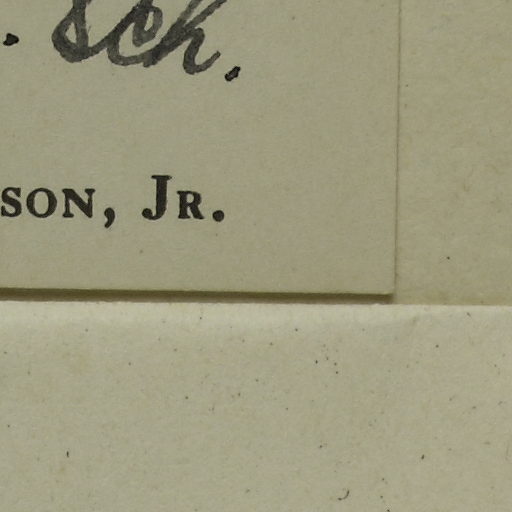 . Sch.
SON, JR.